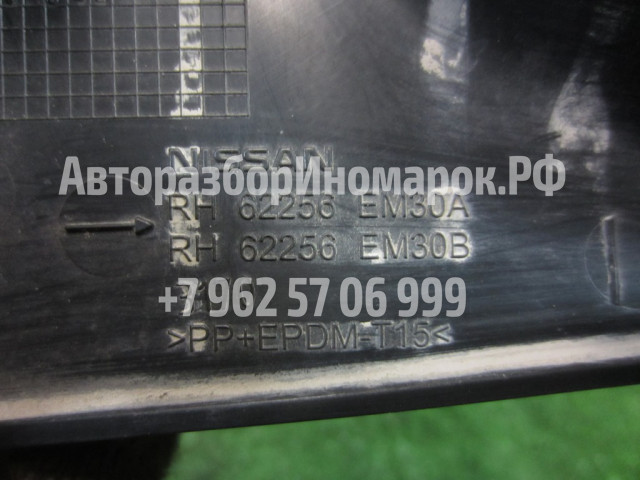 NISSAN
АвторазборИномарок.РФ
RH 62256 EM30A
RH 62256 EM30B
+7 962 57 06 999
>PP+EPDM-T15<